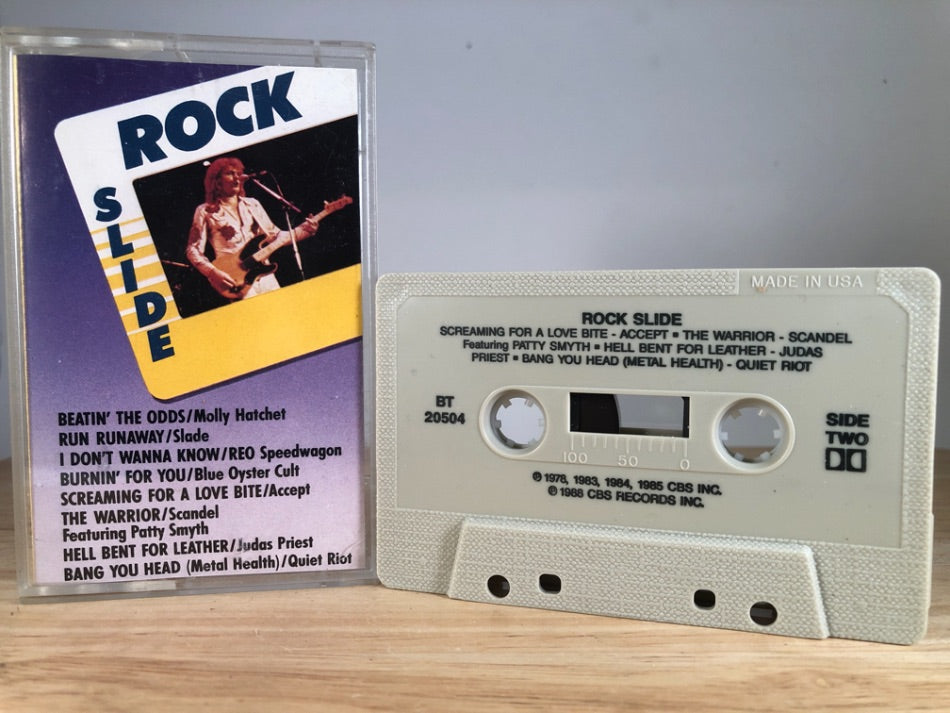 ROCK
SLIDE
BEATIN' THE ODDS/Molly Hatchet
RUN RUNAWAY/Slade
I DON'T WANNA KNOW/REO Speedwagon
BURNIN' FOR YOU/Blue Oyster Cult
SCREAMING FOR A LOVE BITE/Accept
THE WARRIOR/Scandel
Featuring Patty Smyth
HELL BENT FOR LEATHER/Judas Priest
BANG YOU HEAD (Metal Health)/Quiet Riot
MADE IN USA
ROCK SLIDE
SCREAMING FOR A LOVE BITE - ACCEPT ▪ THE WARRIOR - SCANDEL
Featuring PATTY SMYTH ▪ HELL BENT FOR LEATHER - JUDAS
PRIEST ▪ BANG YOU HEAD (METAL HEALTH) - QUIET RIOT
BT
20504
SIDE
TWO
100 50 0
℗ 1978, 1983, 1984, 1985 CBS INC.
© 1988 CBS RECORDS INC.